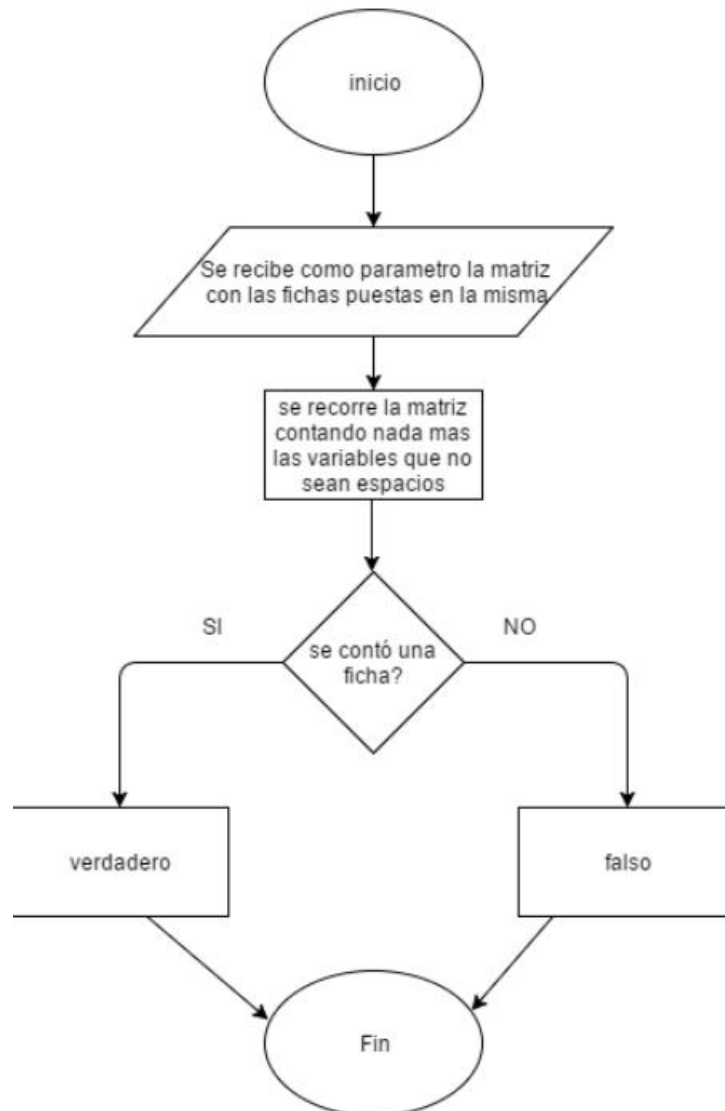 inicio
Se recibe como parametro la matriz
con las fichas puestas en la misma
se recorre la matriz
contando nada mas
las variables que no
sean espacios
SI
NO
se contó una
ficha?
verdadero
falso
Fin